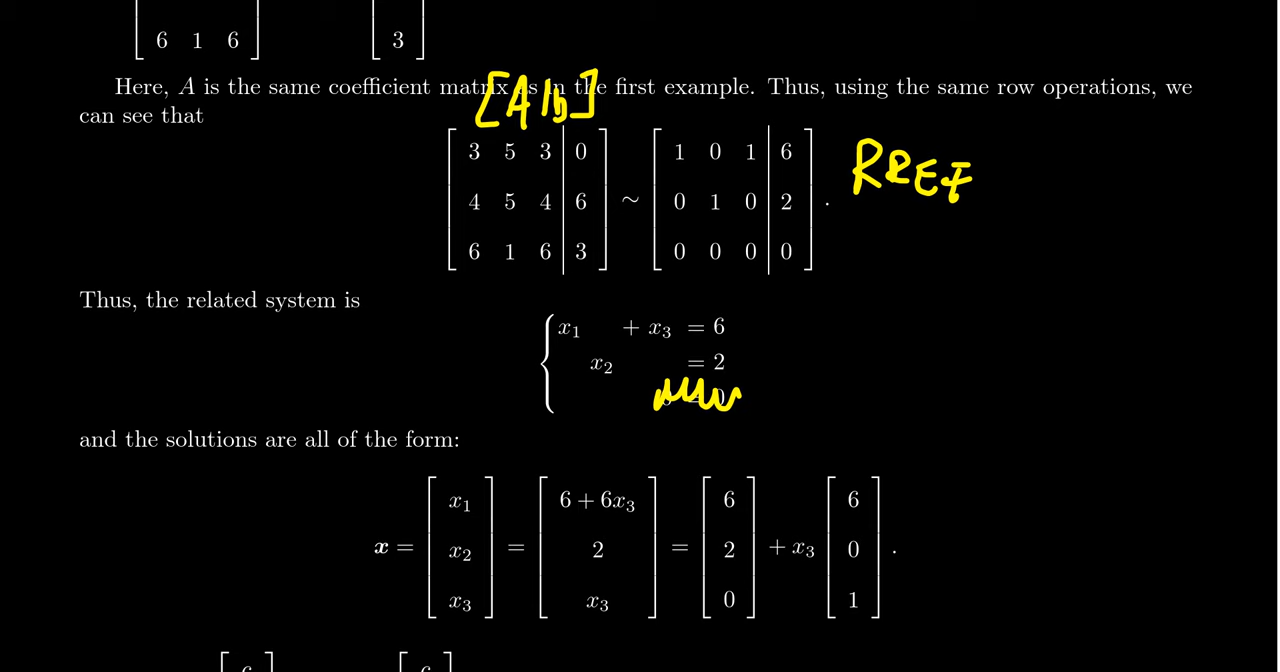 6 1 6 3
Here, A is the same coefficient matrix as in the first example. Thus, using the same row operations, we
can see that
[A|b]
3 5 3 | 0 1 0 1 | 6
4 5 4 | 6 ∼ 0 1 0 | 2 .
6 1 6 | 3 0 0 0 | 0
RREF
Thus, the related system is
x₁ + x₃ = 6
x₂ = 2
and the solutions are all of the form:
x₁ 6 + 6x₃ 6 6
x = x₂ = 2 = 2 + x₃ 0 .
x₃ x₃ 0 1